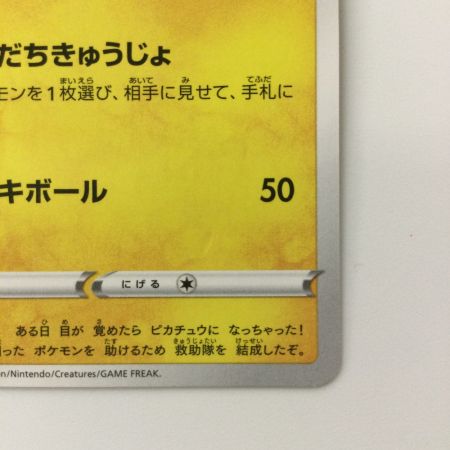 だちきゅうじょ
モンを1枚選び、相手に見せて、手札に
キボール 50
にげる
ある日 目が 覚めたら ピカチュウに なっちゃった!
った ポケモンを 助けるため 救助隊を 結成したぞ。
n/Nintendo/Creatures/GAME FREAK.